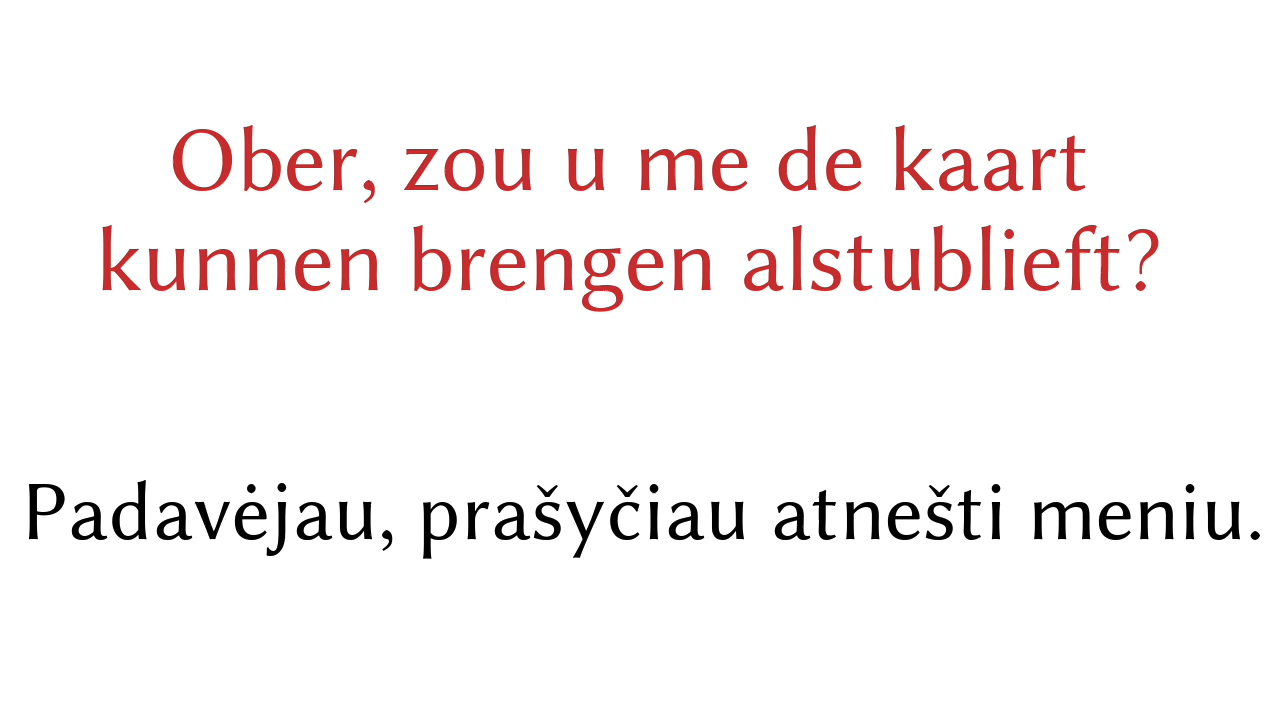 Ober, zou u me de kaart
kunnen brengen alstublieft?
Padavėjau, prašyčiau atnešti meniu.